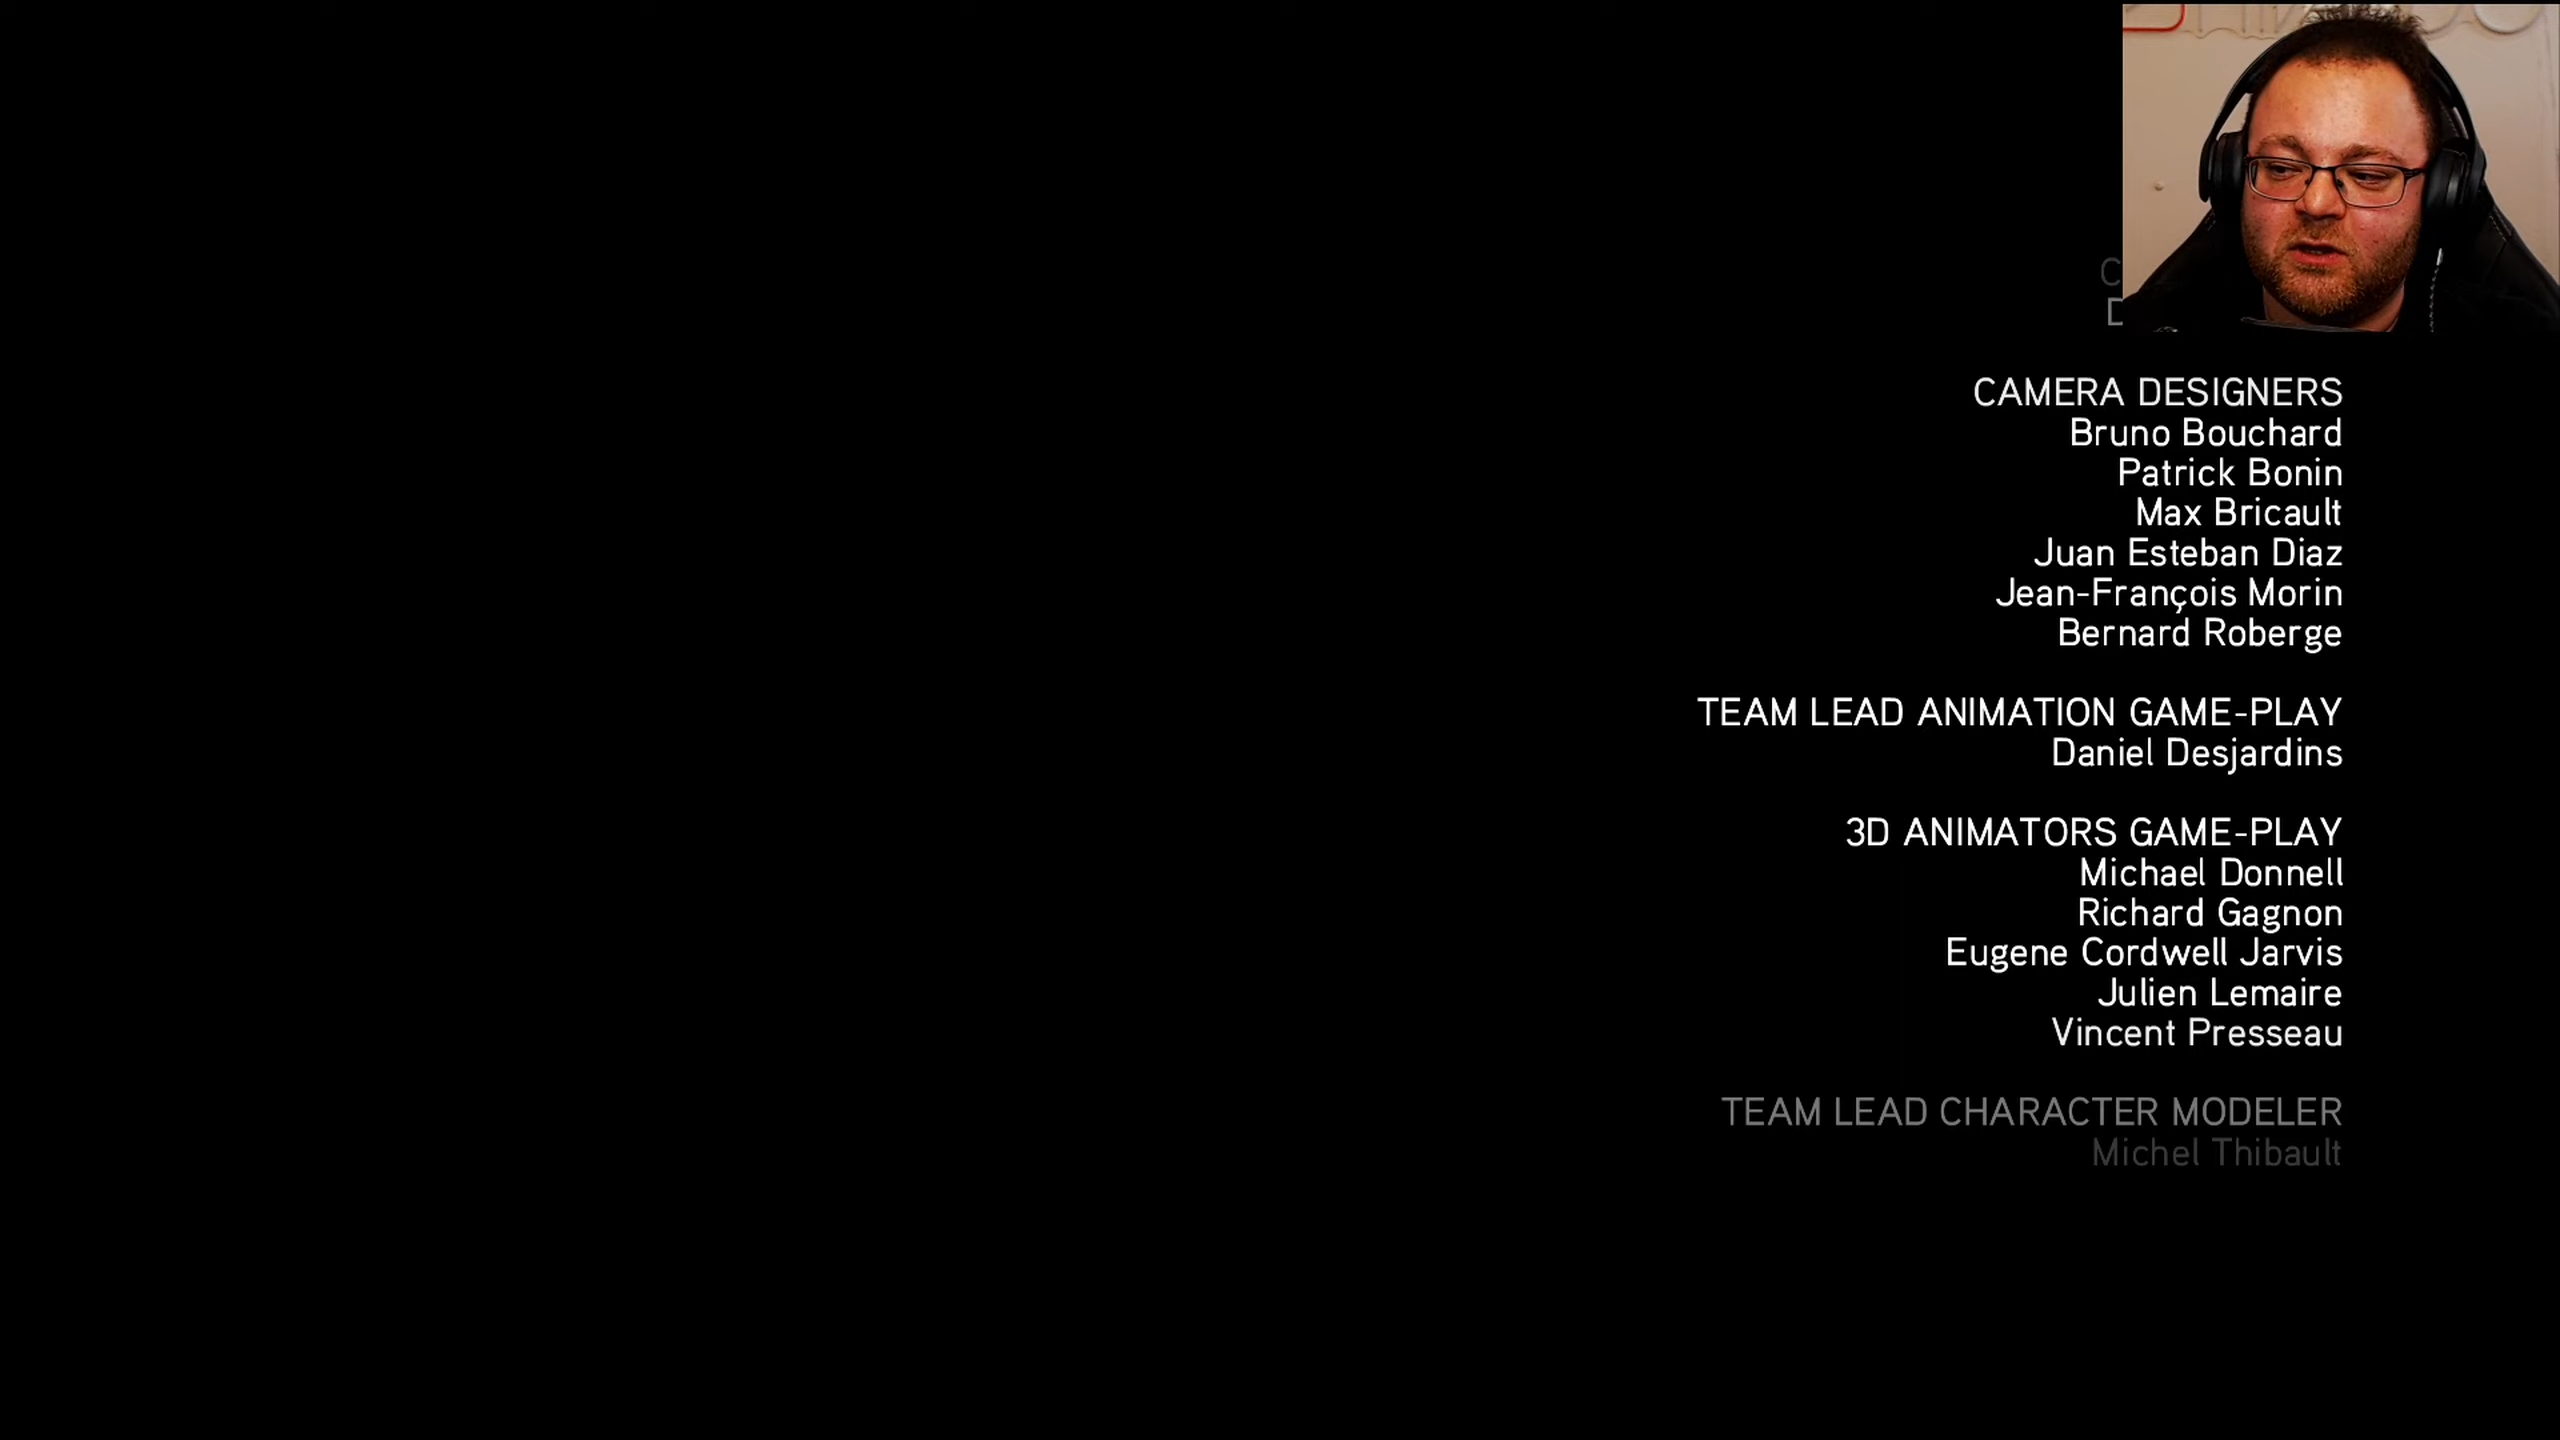 CAMERA DESIGNERS
Bruno Bouchard
Patrick Bonin
Max Bricault
Juan Esteban Diaz
Jean-François Morin
Bernard Roberge
TEAM LEAD ANIMATION GAME-PLAY
Daniel Desjardins
3D ANIMATORS GAME-PLAY
Michael Donnell
Richard Gagnon
Eugene Cordwell Jarvis
Julien Lemaire
Vincent Presseau
TEAM LEAD CHARACTER MODELER
Michel Thibault